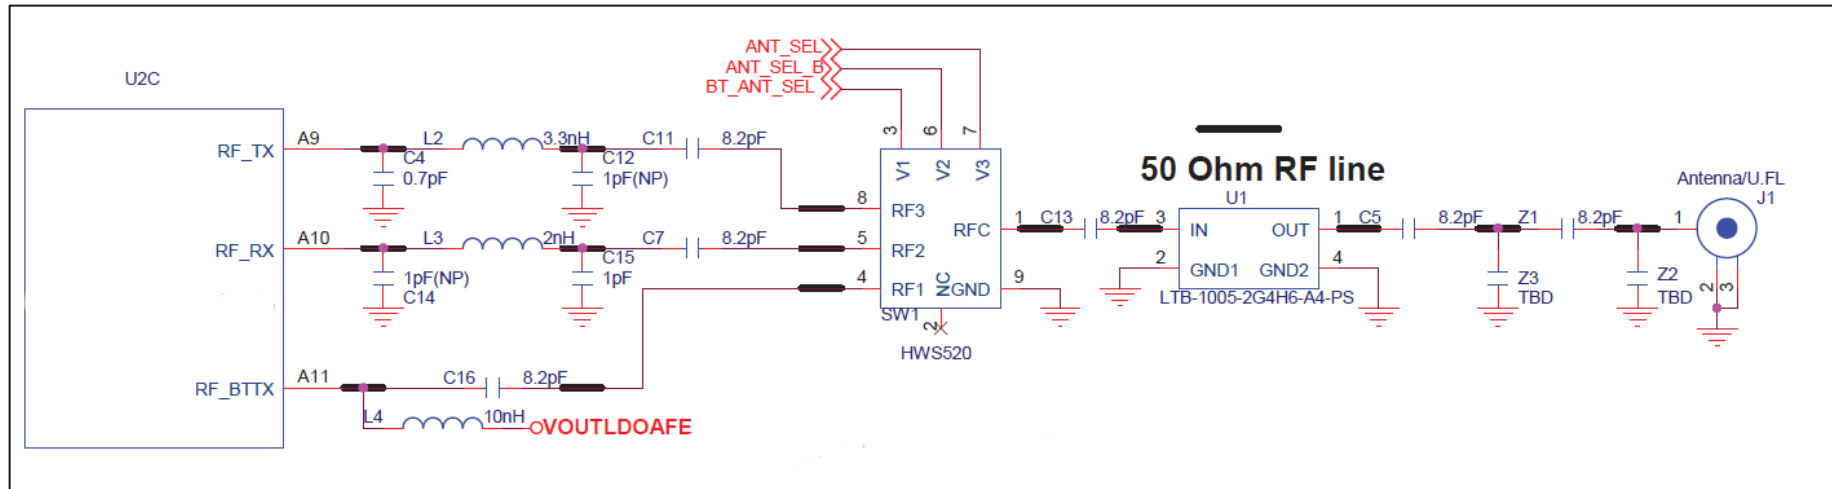 U2C
RF_TX
A9
L2
3.3nH
C11
8.2pF
C4
0.7pF
C12
1pF(NP)
RF_RX
A10
L3
2nH
C7
8.2pF
1pF(NP)
C14
C15
1pF
RF_BTTX
A11
C16
8.2pF
L4
10nH
VOUTLDOAFE
ANT_SEL
ANT_SEL_B
BT_ANT_SEL
3
6
7
V1
V2
V3
8
RF3
5
RF2
4
RF1
RFC
1
NC
GND
9
SW1
2
HWS520
C13
8.2pF
50 Ohm RF line
U1
3
IN
OUT
1
2
GND1
GND2
4
LTB-1005-2G4H6-A4-PS
C5
8.2pF
Z1
8.2pF
Z3
TBD
Z2
TBD
Antenna/U.FL
J1
1
2
3